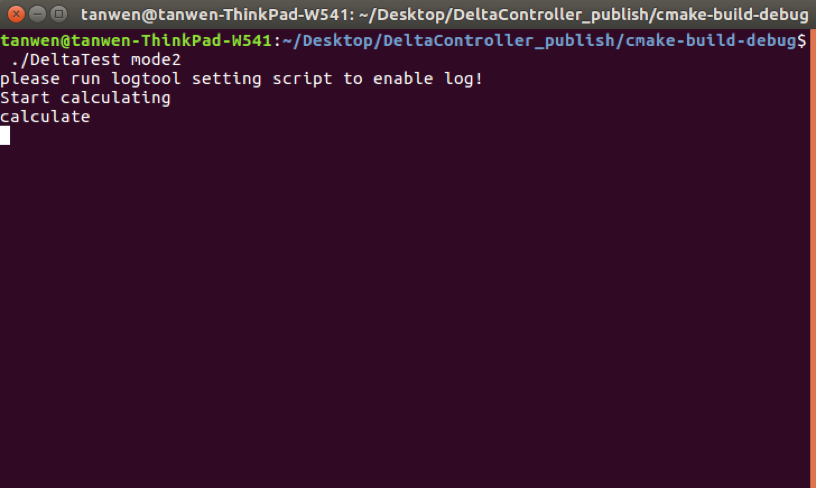 tanwen@tanwen-ThinkPad-W541: ~/Desktop/DeltaController_publish/cmake-build-debug
tanwen@tanwen-ThinkPad-W541:~/Desktop/DeltaController_publish/cmake-build-debug$
./DeltaTest mode2
please run logtool setting script to enable log!
Start calculating
calculate